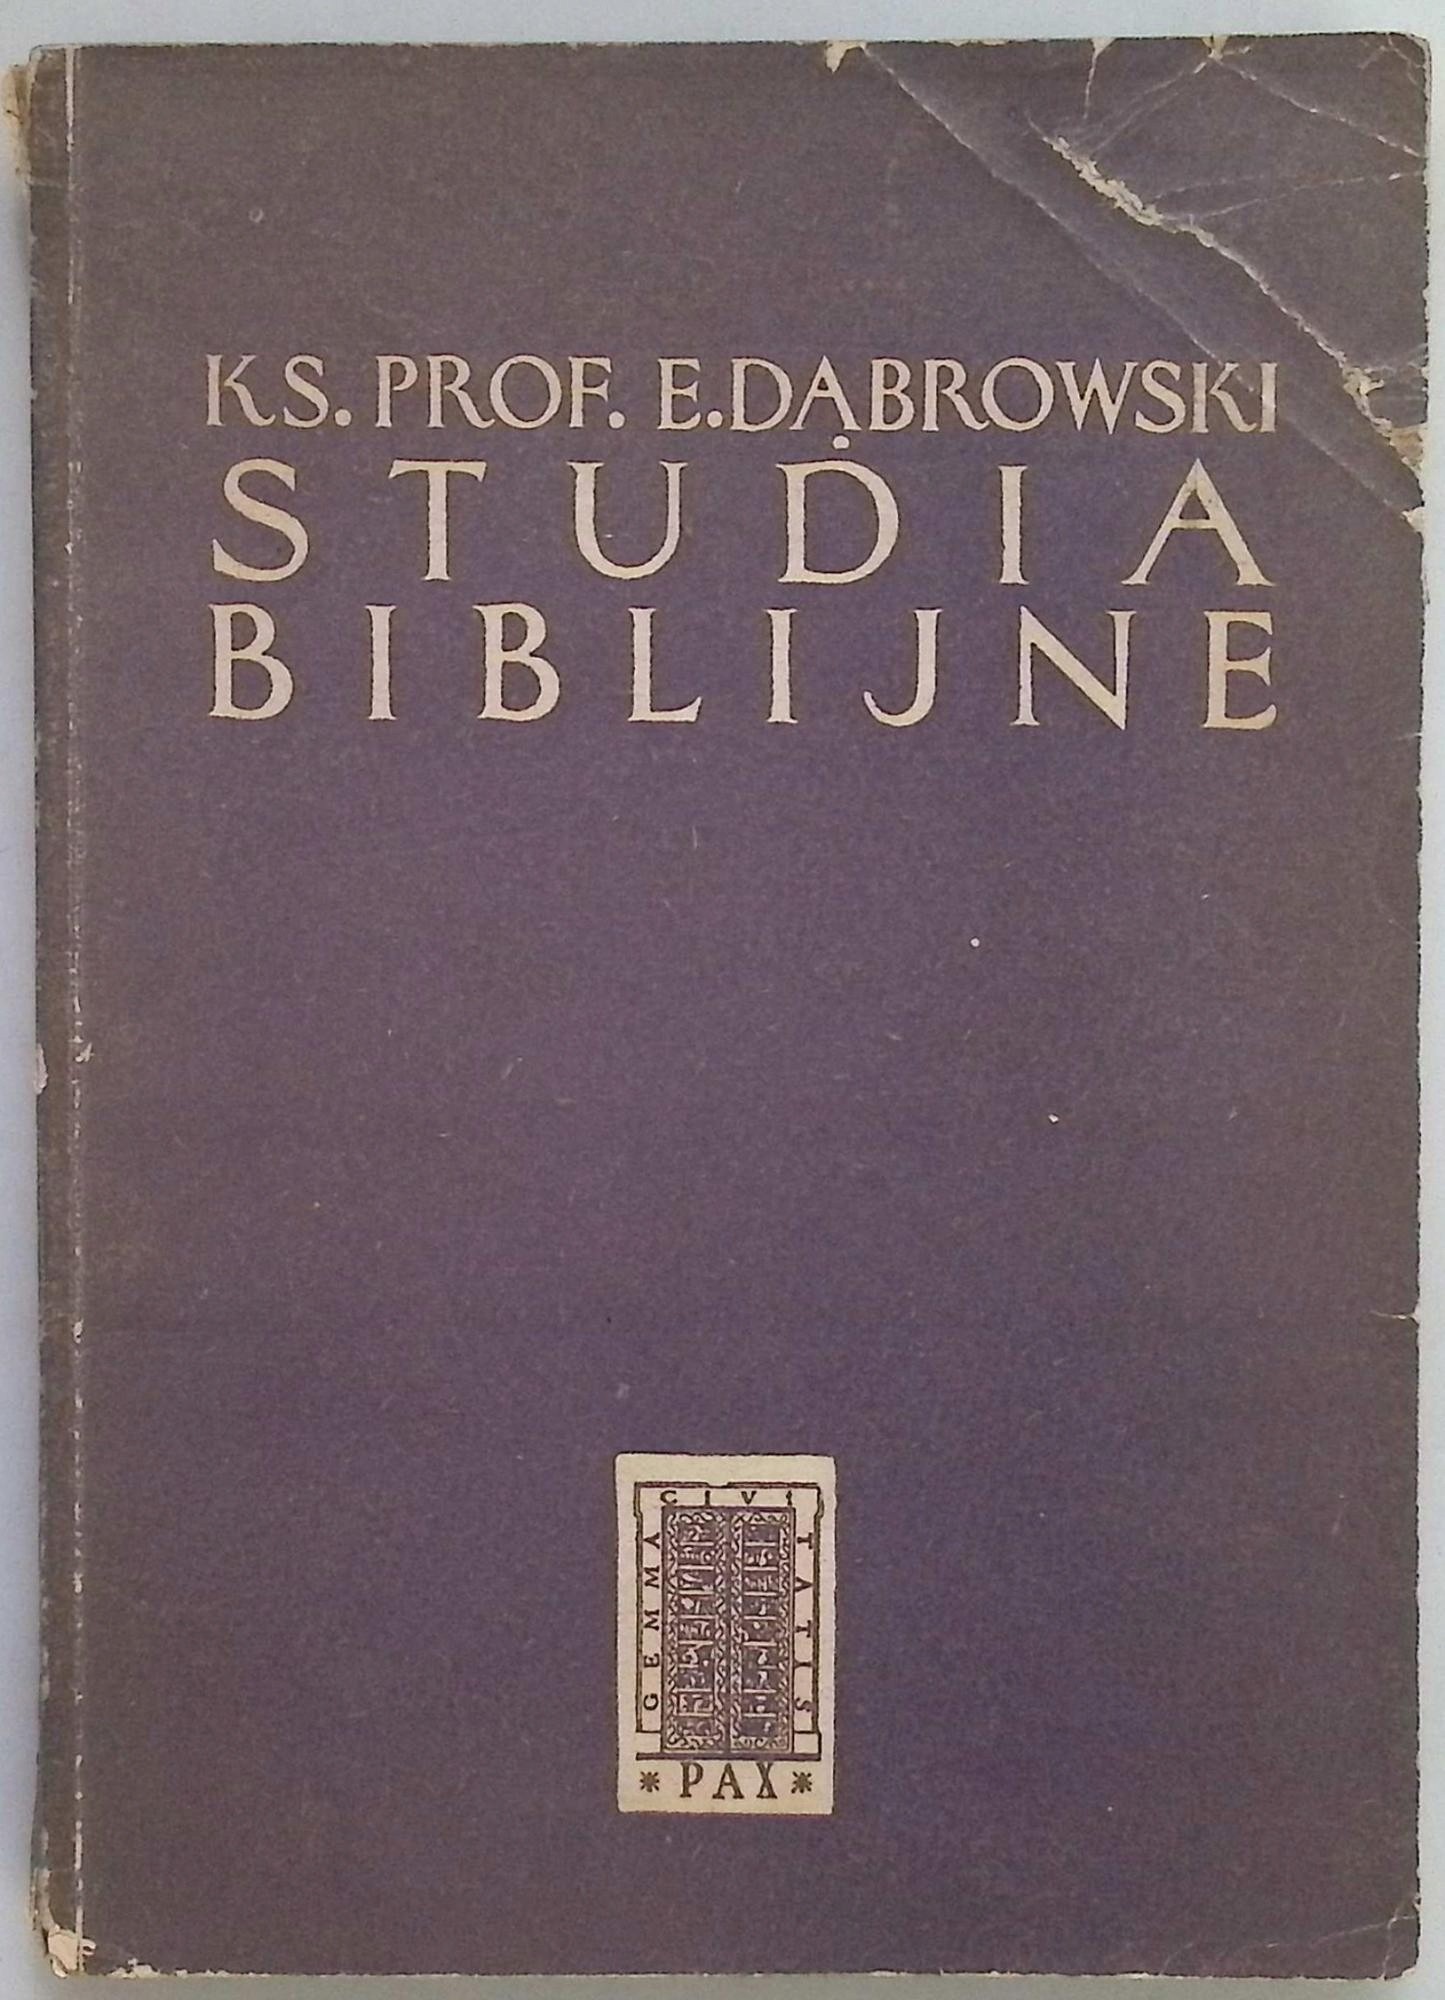 KS. PROF. E. DĄBROWSKI
STUDIA
BIBLIJNE
GEMMA CIVITATIS
* PAX *